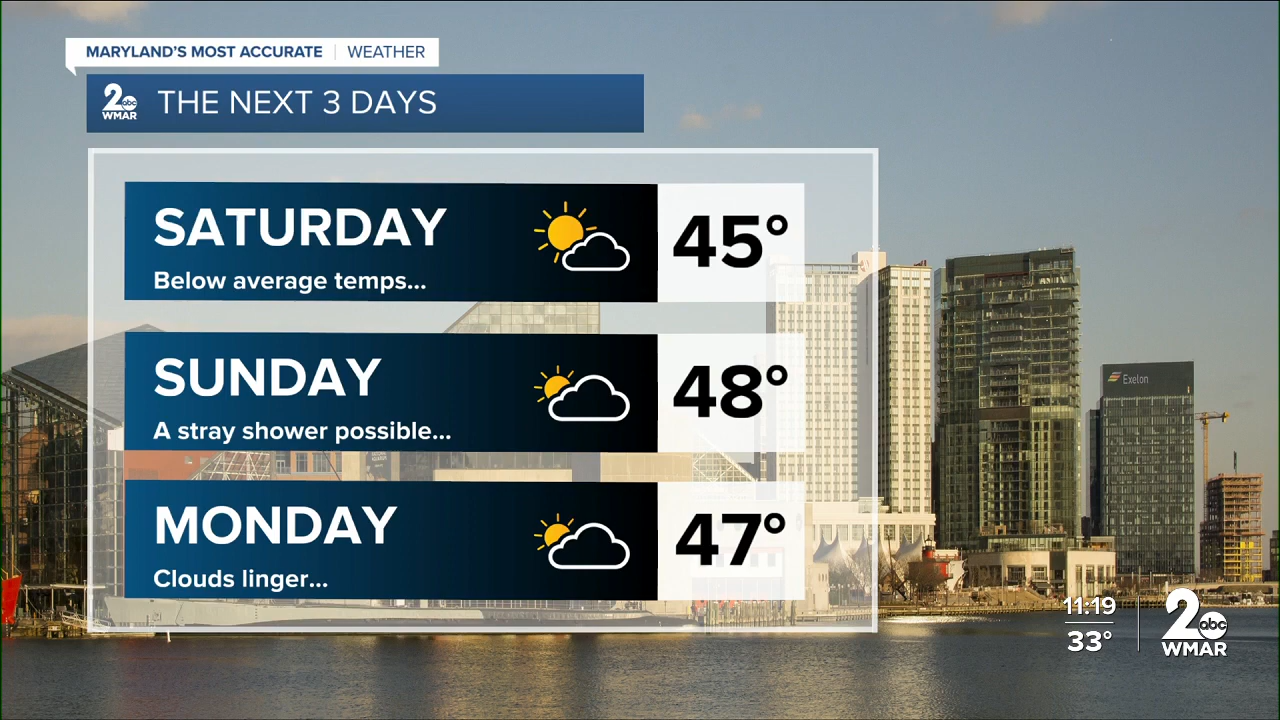 MARYLAND'S MOST ACCURATE | WEATHER
2 abc WMAR
THE NEXT 3 DAYS
SATURDAY
Below average temps...
45°
SUNDAY
A stray shower possible...
48°
MONDAY
Clouds linger...
47°
Exelon
11:19
33°
2 abc
WMAR